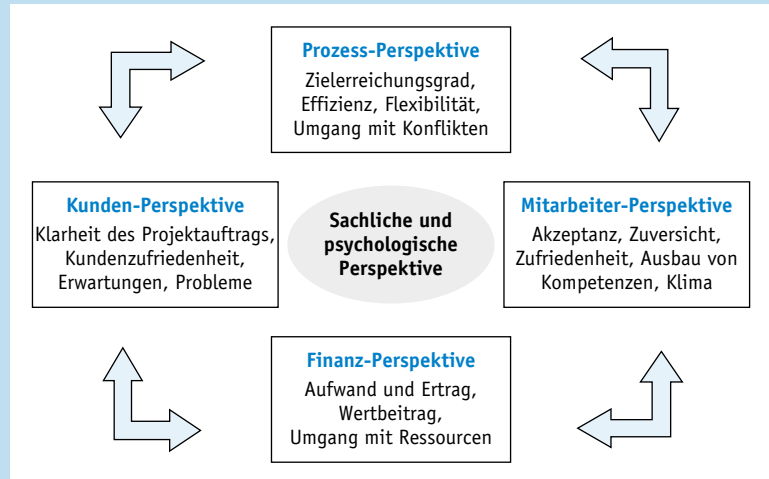 Prozess-Perspektive
Zielerreichungsgrad,
Effizienz, Flexibilität,
Umgang mit Konflikten
Kunden-Perspektive
Klarheit des Projektauftrags,
Kundenzufriedenheit,
Erwartungen, Probleme
Sachliche und
psychologische
Perspektive
Mitarbeiter-Perspektive
Akzeptanz, Zuversicht,
Zufriedenheit, Ausbau von
Kompetenzen, Klima
Finanz-Perspektive
Aufwand und Ertrag,
Wertbeitrag,
Umgang mit Ressourcen